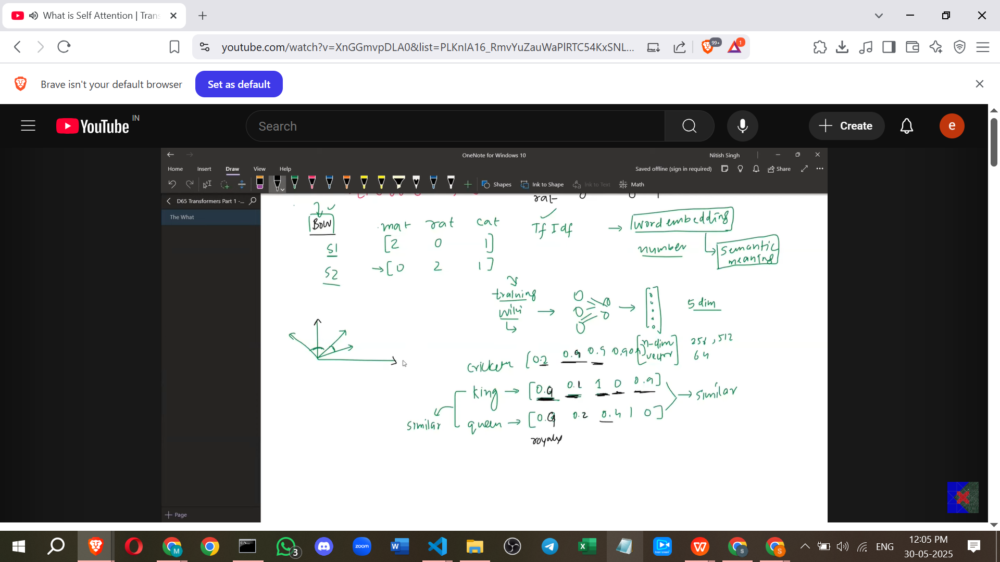 What is Self Attention | Trans
youtube.com/watch?v=XnGGmvpDLA0&list=PLKnIA16_RmvYuZauWaPlRTC54KxSNL...
99+
1
Brave isn't your default browser
Set as default
YouTube
IN
Search
Create
e
OneNote for Windows 10
Nitish Singh
Home Insert Draw View Help
Saved offline (sign in required)
Share
Shapes
Ink to Shape
Ink to Text
Math
D65 Transformers Part 1 -...
The What
Page
rat
BOW
mat rat cat
Tf Idf → word embedding
S1 [2 0 1]
number
semantic
meaning
S2 → [0 2 1]
training
wiki →
5 dim
n-dim
vector
256, 512
64
cricketer [0.2 0.9 0.9
king → [0.9 0.1 1 0 0.9]
→ similar
similar
queen → [0.9 0.2 0.4 1 0]
royalty
3
zoom
ENG
12:05 PM
30-05-2025